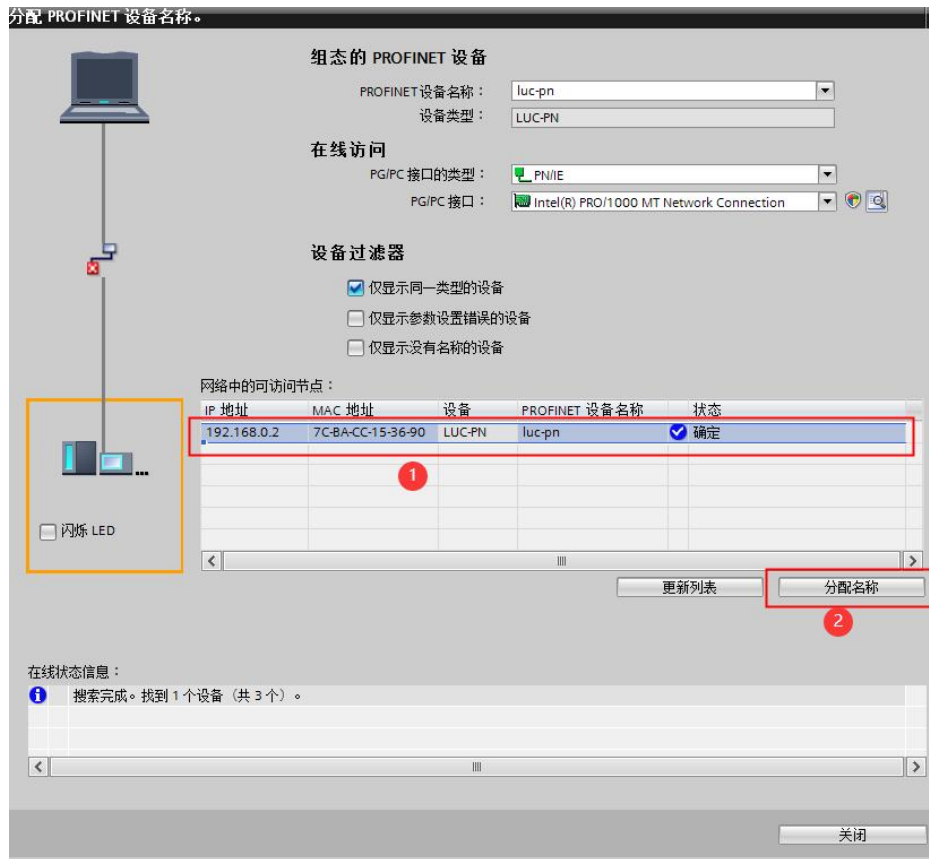 分配 PROFINET 设备名称。
组态的 PROFINET 设备
PROFINET设备名称： luc-pn
设备类型： LUC-PN
在线访问
PG/PC 接口的类型： PN/IE
PG/PC 接口： Intel(R) PRO/1000 MT Network Connection
设备过滤器
仅显示同一类型的设备
仅显示参数设置错误的设备
仅显示没有名称的设备
网络中的可访问节点：
IP 地址 MAC 地址 设备 PROFINET 设备名称 状态
192.168.0.2 7C-BA-CC-15-36-90 LUC-PN luc-pn 确定
1
闪烁 LED
更新列表 分配名称
2
在线状态信息：
搜索完成。找到 1 个设备（共 3 个）。
关闭